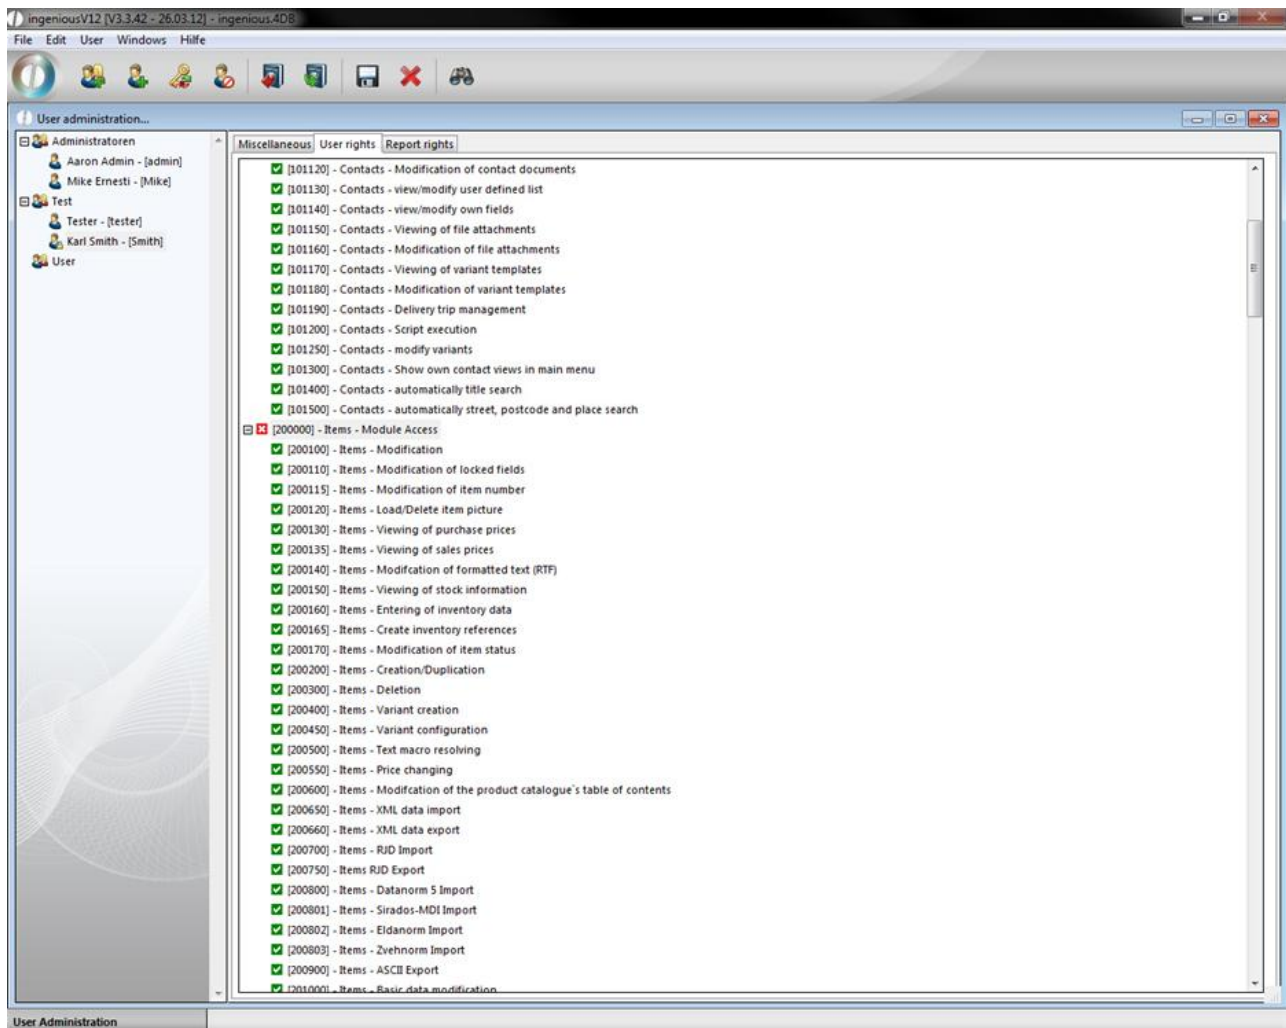 ingeniousV12 [V3.3.42 - 26.03.12] - ingenious.4DB
File Edit User Windows Hilfe
User administration...
Administratoren
Aaron Admin - [admin]
Mike Ernesti - [Mike]
Test
Tester - [tester]
Karl Smith - [Smith]
User
Miscellaneous User rights Report rights
[101120] - Contacts - Modification of contact documents
[101130] - Contacts - view/modify user defined list
[101140] - Contacts - view/modify own fields
[101150] - Contacts - Viewing of file attachments
[101160] - Contacts - Modification of file attachments
[101170] - Contacts - Viewing of variant templates
[101180] - Contacts - Modification of variant templates
[101190] - Contacts - Delivery trip management
[101200] - Contacts - Script execution
[101250] - Contacts - modify variants
[101300] - Contacts - Show own contact views in main menu
[101400] - Contacts - automatically title search
[101500] - Contacts - automatically street, postcode and place search
[200000] - Items - Module Access
[200100] - Items - Modification
[200110] - Items - Modification of locked fields
[200115] - Items - Modification of item number
[200120] - Items - Load/Delete item picture
[200130] - Items - Viewing of purchase prices
[200135] - Items - Viewing of sales prices
[200140] - Items - Modifcation of formatted text (RTF)
[200150] - Items - Viewing of stock information
[200160] - Items - Entering of inventory data
[200165] - Items - Create inventory references
[200170] - Items - Modification of item status
[200200] - Items - Creation/Duplication
[200300] - Items - Deletion
[200400] - Items - Variant creation
[200450] - Items - Variant configuration
[200500] - Items - Text macro resolving
[200550] - Items - Price changing
[200600] - Items - Modifcation of the product catalogue´s table of contents
[200650] - Items - XML data import
[200660] - Items - XML data export
[200700] - Items - RJD Import
[200750] - Items RJD Export
[200800] - Items - Datanorm 5 Import
[200801] - Items - Sirados-MDI Import
[200802] - Items - Eldanorm Import
[200803] - Items - Zvehnorm Import
[200900] - Items - ASCII Export
[201000] - Items - Basic data modification
User Administration